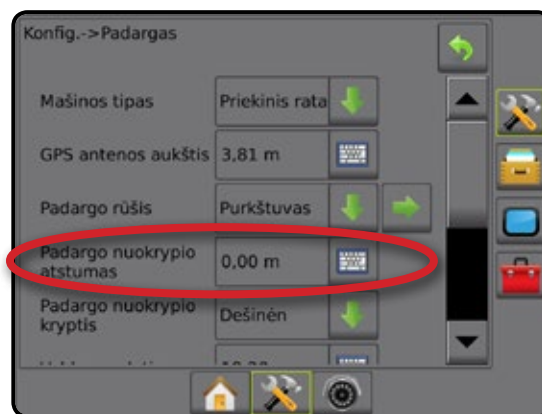 Konfig.->Padargas
Mašinos tipas Priekinis rata
GPS antenos aukštis 3,81 m
Padargo rūšis Purkštuvas
Padargo nuokrypio
atstumas 0,00 m
Padargo nuokrypio
kryptis Dešinėn